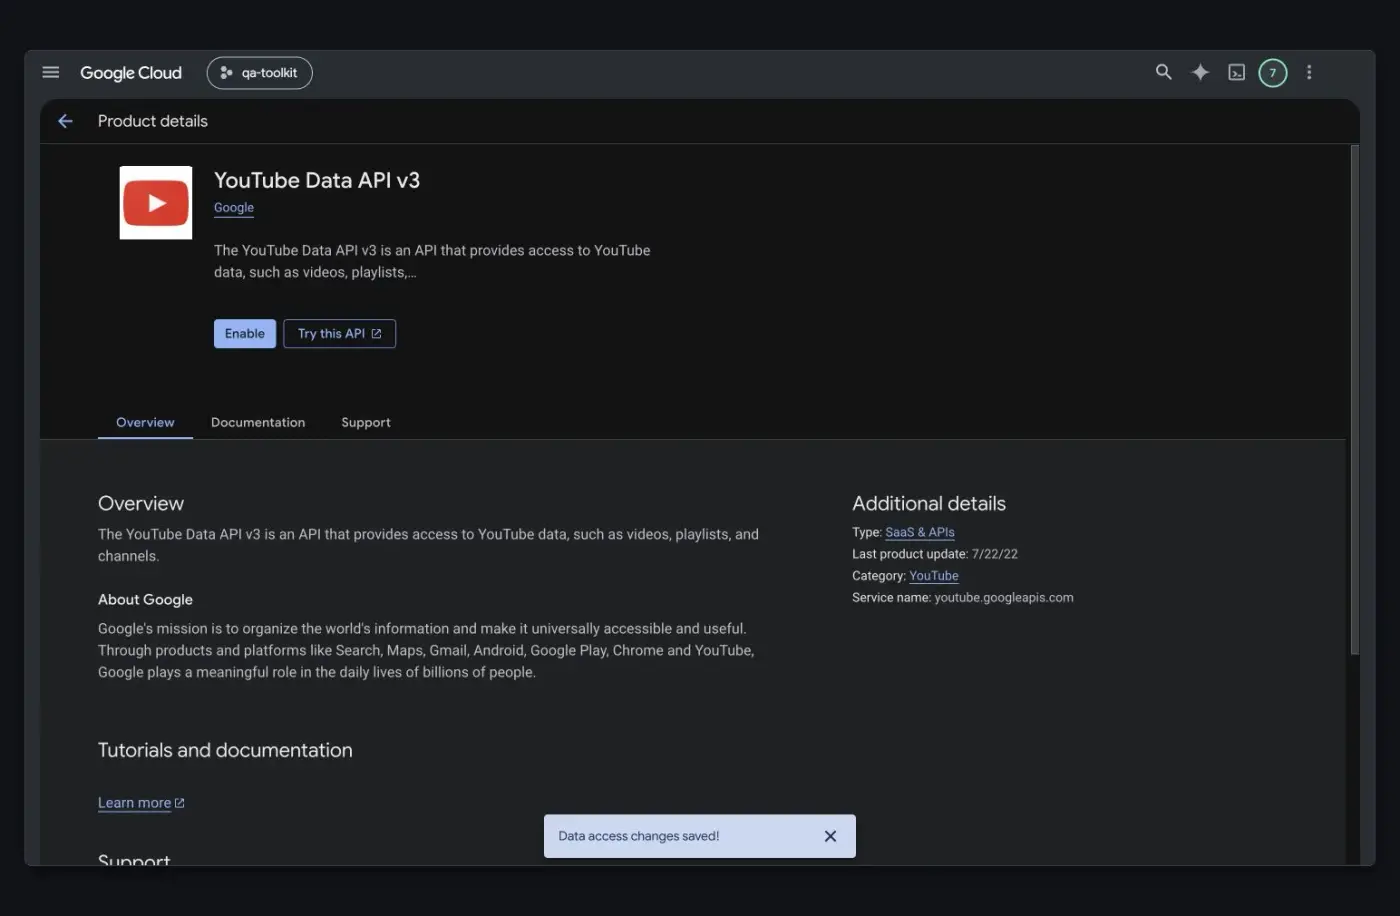 Google Cloud
qa-toolkit
7
Product details
YouTube Data API v3
Google
The YouTube Data API v3 is an API that provides access to YouTube
data, such as videos, playlists,...
Enable
Try this API
Overview
Documentation
Support
Overview
The YouTube Data API v3 is an API that provides access to YouTube data, such as videos, playlists, and
channels.
About Google
Google's mission is to organize the world's information and make it universally accessible and useful.
Through products and platforms like Search, Maps, Gmail, Android, Google Play, Chrome and YouTube,
Google plays a meaningful role in the daily lives of billions of people.
Tutorials and documentation
Learn more
Support
Additional details
Type: SaaS & APIs
Last product update: 7/22/22
Category: YouTube
Service name: youtube.googleapis.com
Data access changes saved!